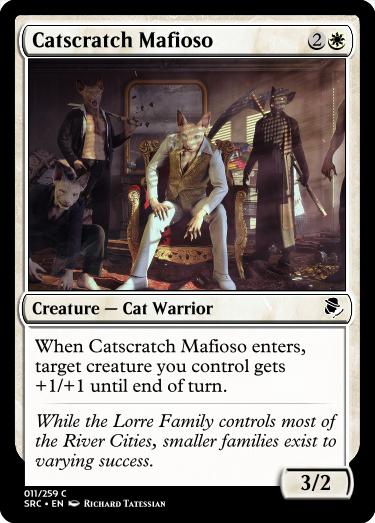 Catscratch Mafioso 2
Creature — Cat Warrior
When Catscratch Mafioso enters,
target creature you control gets
+1/+1 until end of turn.
While the Lorre Family controls most of
the River Cities, smaller families exist to
varying success.
3/2
011/259 C
SRC • EN Richard Tatessian